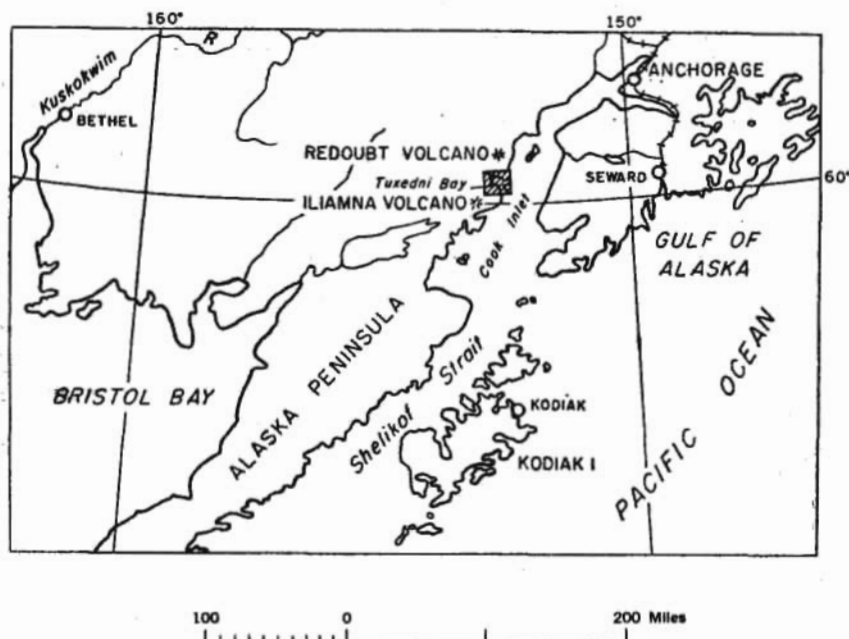 160°
150°
Kuskokwim
R
ANCHORAGE
BETHEL
REDOUBT VOLCANO *
Tuxedni Bay
SEWARD
60°
ILIAMNA VOLCANO *
Cook Inlet
GULF OF
ALASKA
ALASKA PENINSULA
BRISTOL BAY
Shelikof Strait
KODIAK
KODIAK I
PACIFIC OCEAN
100 0 200 Miles